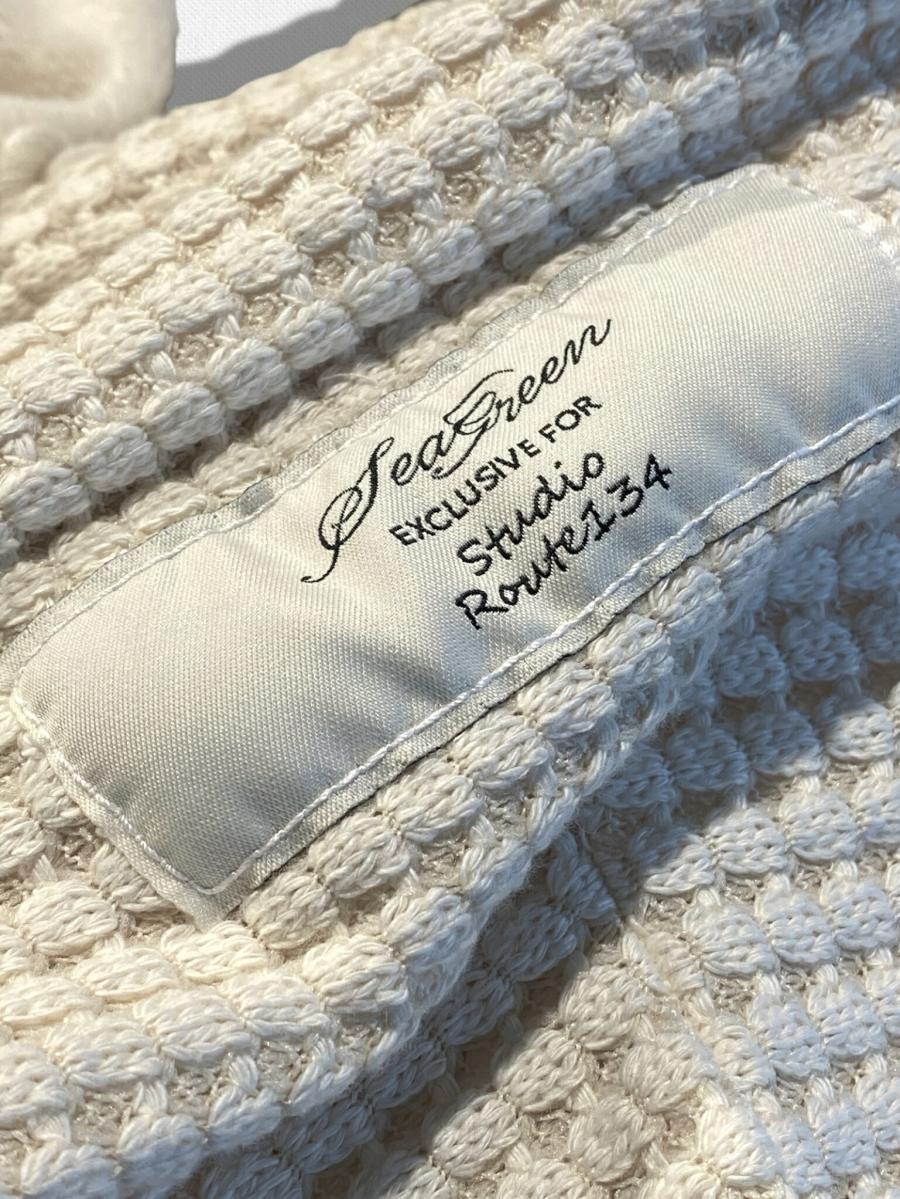 SeaGreen
EXCLUSIVE FOR
Studio
Route134